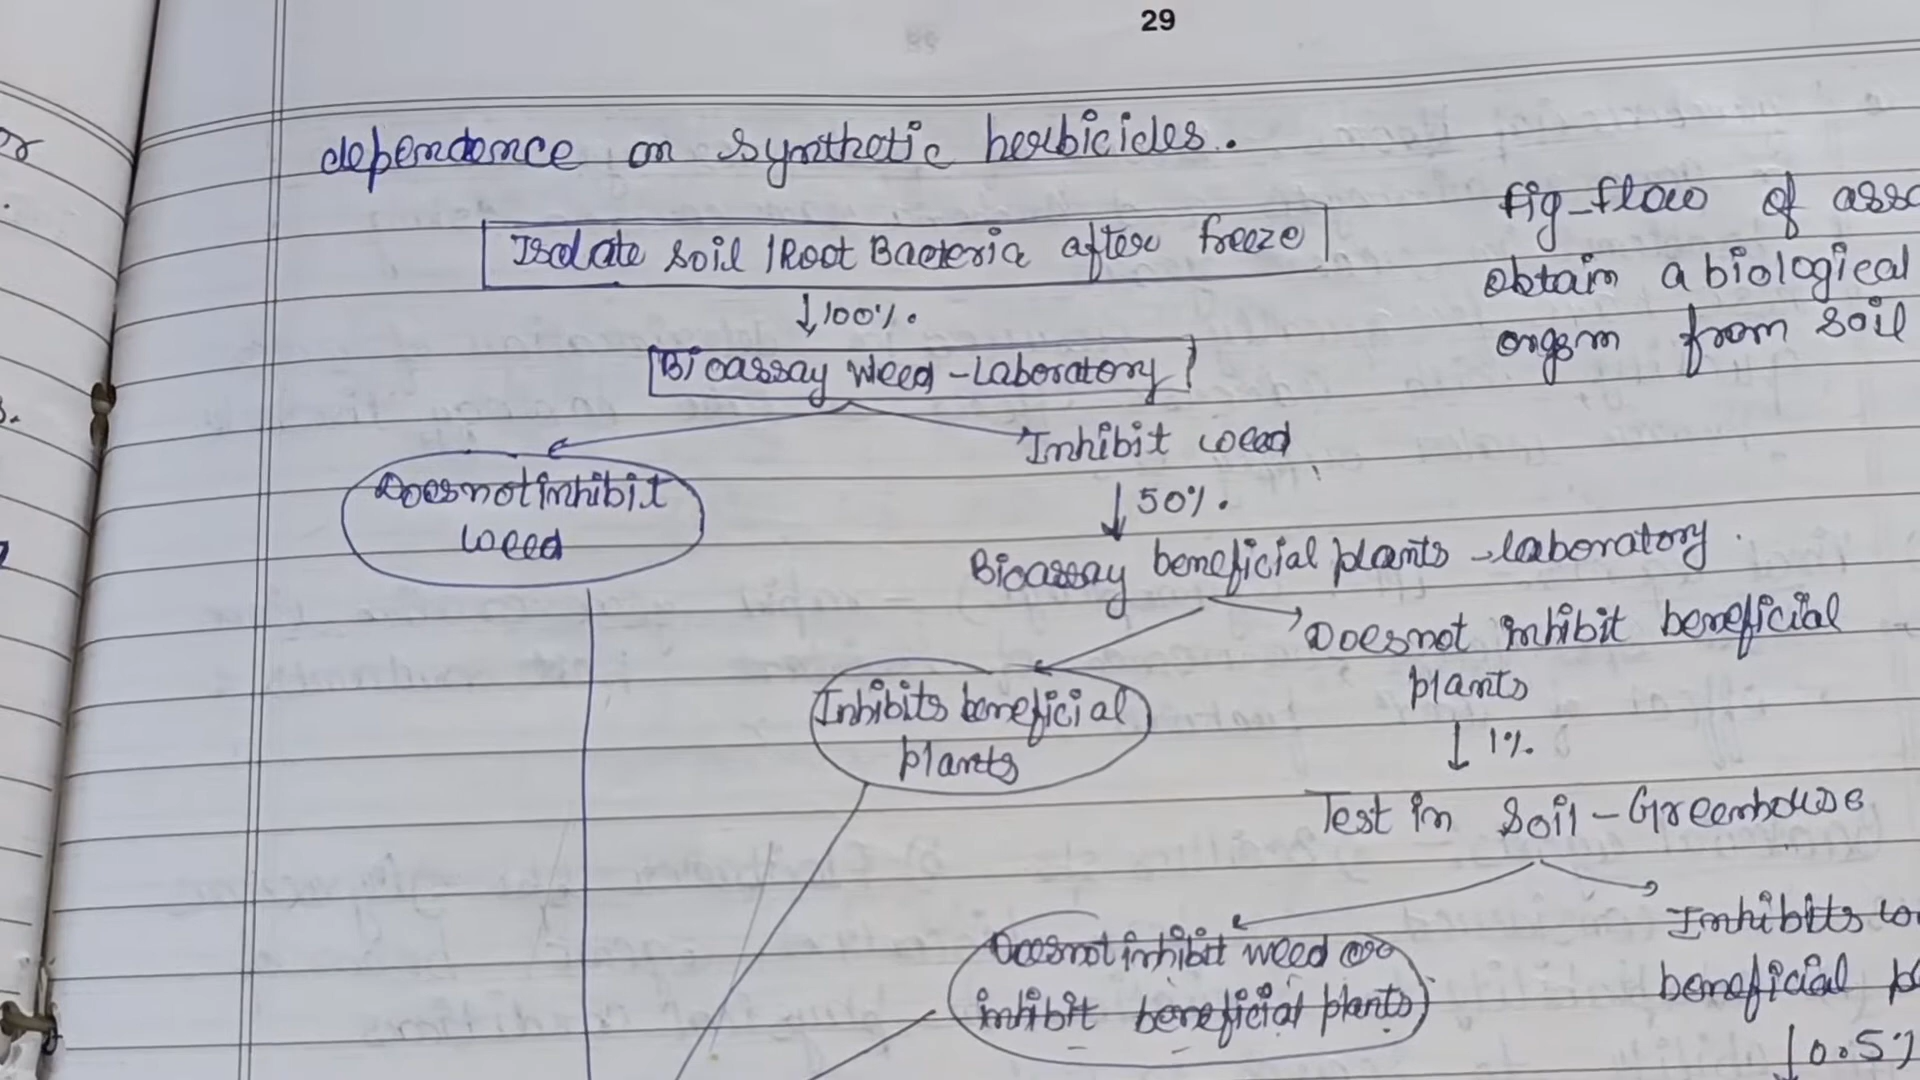 29
dependence on synthetic herbicides.
fig-flow of
obtain a biological
orgsm from soil
Isolate soil / Root Bacteria after freeze
↓100%.
Bioassay weed-Laboratory
Inhibit weed
Does not inhibit
weed
↓50%.
Bioassay beneficial plants -laboratory.
Does not inhibit beneficial
plants
Inhibits beneficial
plants
↓ 1%.
Test in Soil - Greenhouse
Inhibits
beneficial
Does not inhibit weed or
inhibit beneficial plants
↓0.5%